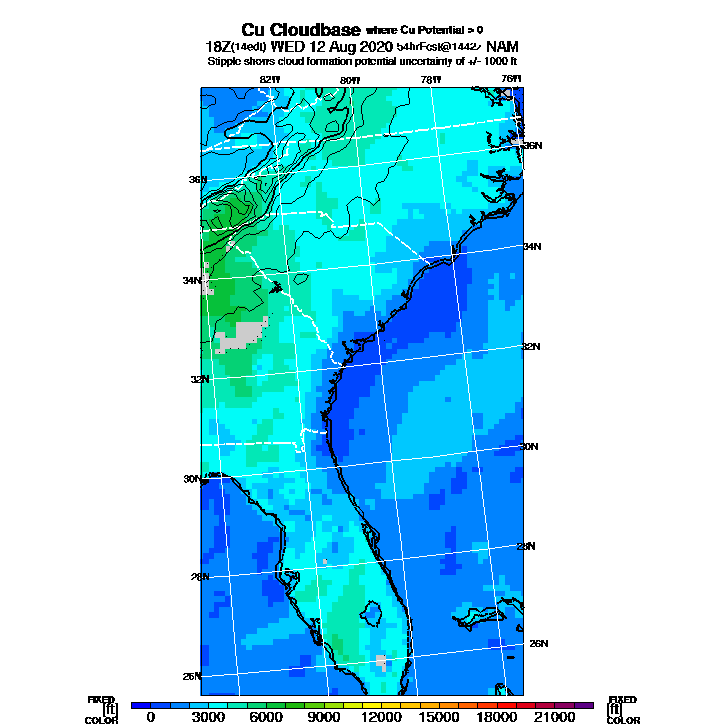 Cu Cloudbase where Cu Potential > 0
18Z(14edt) WED 12 Aug 2020 54hrFcst@1442z NAM
Stipple shows cloud formation potential uncertainty of +/- 1000 ft
82W 80W 78W 76W
36N
36N
34N
34N
32N
32N
30N
30N
28N
28N
26N
26N
FIXED FIXED
[ft] 0 3000 6000 9000 12000 15000 18000 21000 [ft]
COLOR COLOR